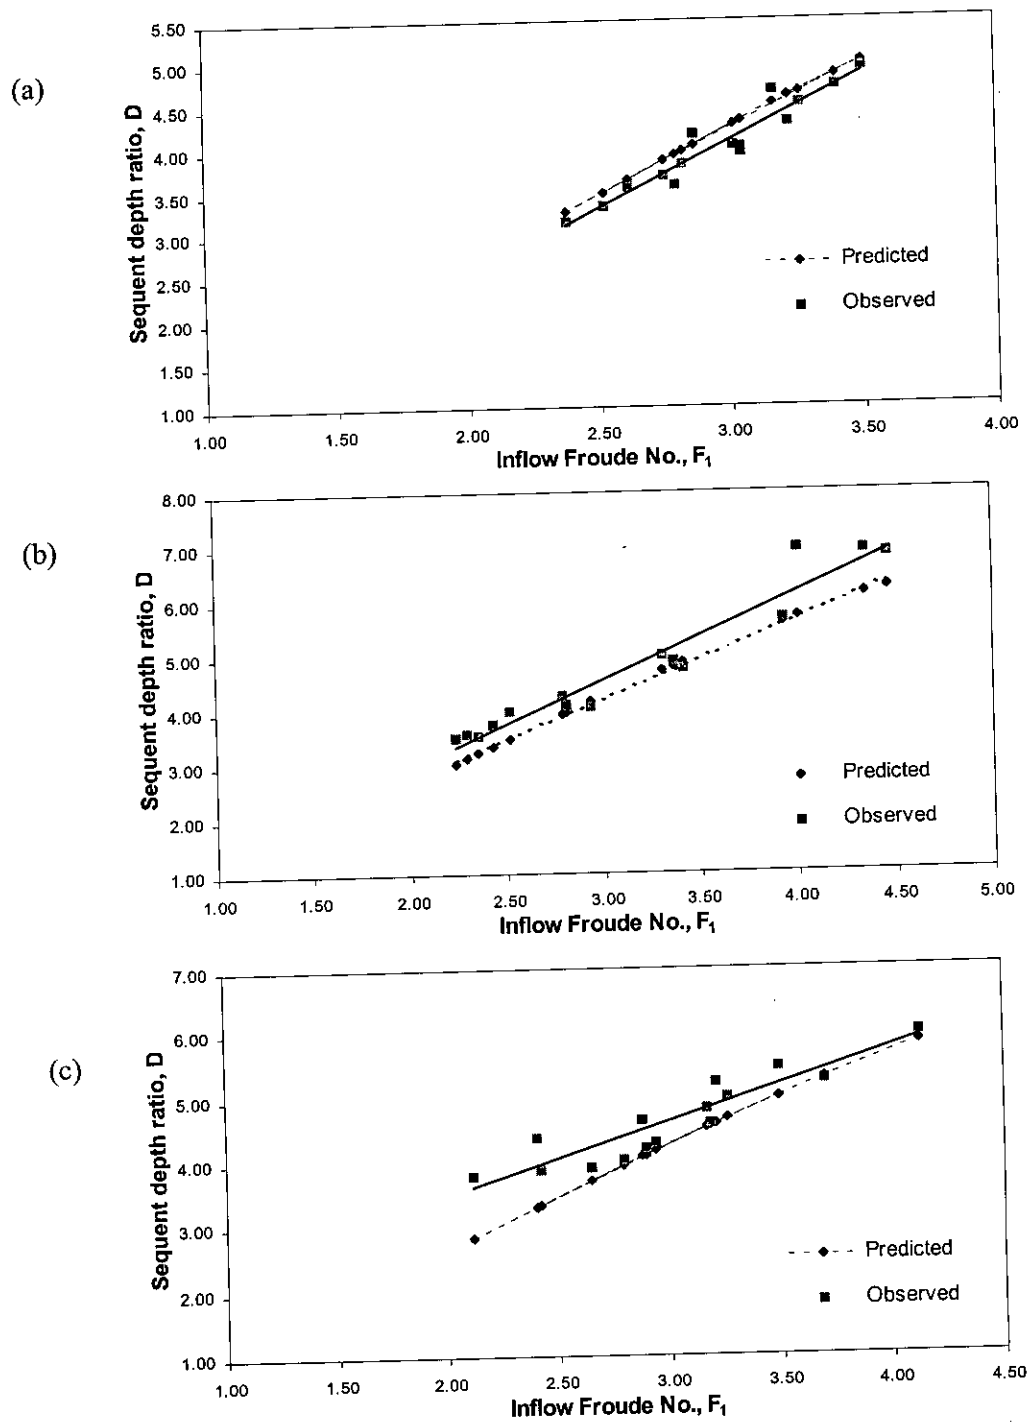 (a)
Sequent depth ratio, D
5.50
5.00
4.50
4.00
3.50
3.00
2.50
2.00
1.50
1.00
1.00 1.50 2.00 2.50 3.00 3.50 4.00
Inflow Froude No., F₁
Predicted
Observed
(b)
Sequent depth ratio, D
8.00
7.00
6.00
5.00
4.00
3.00
2.00
1.00
1.00 1.50 2.00 2.50 3.00 3.50 4.00 4.50 5.00
Inflow Froude No., F₁
Predicted
Observed
(c)
Sequent depth ratio, D
7.00
6.00
5.00
4.00
3.00
2.00
1.00
1.00 1.50 2.00 2.50 3.00 3.50 4.00 4.50
Inflow Froude No., F₁
Predicted
Observed